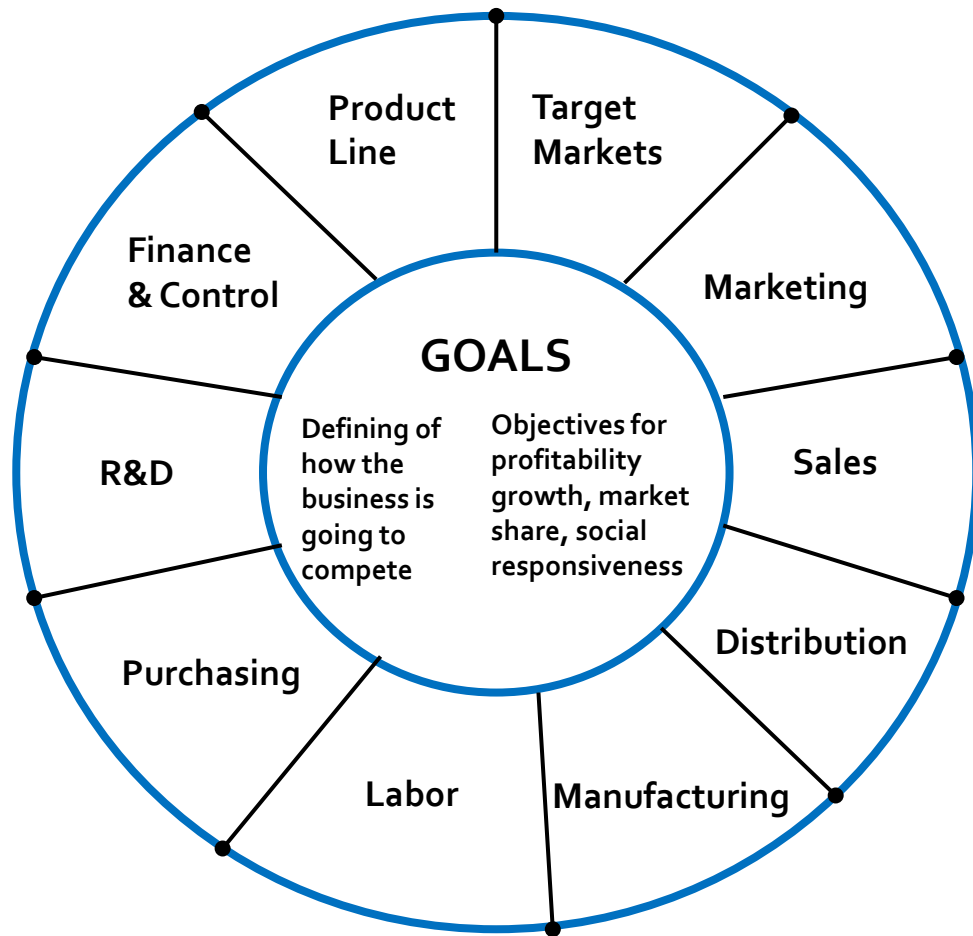 Product
Line
Target
Markets
Marketing
Sales
Distribution
Manufacturing
Labor
Purchasing
R&D
Finance
& Control
GOALS
Defining of
how the
business is
going to
compete
Objectives for
profitability
growth, market
share, social
responsiveness